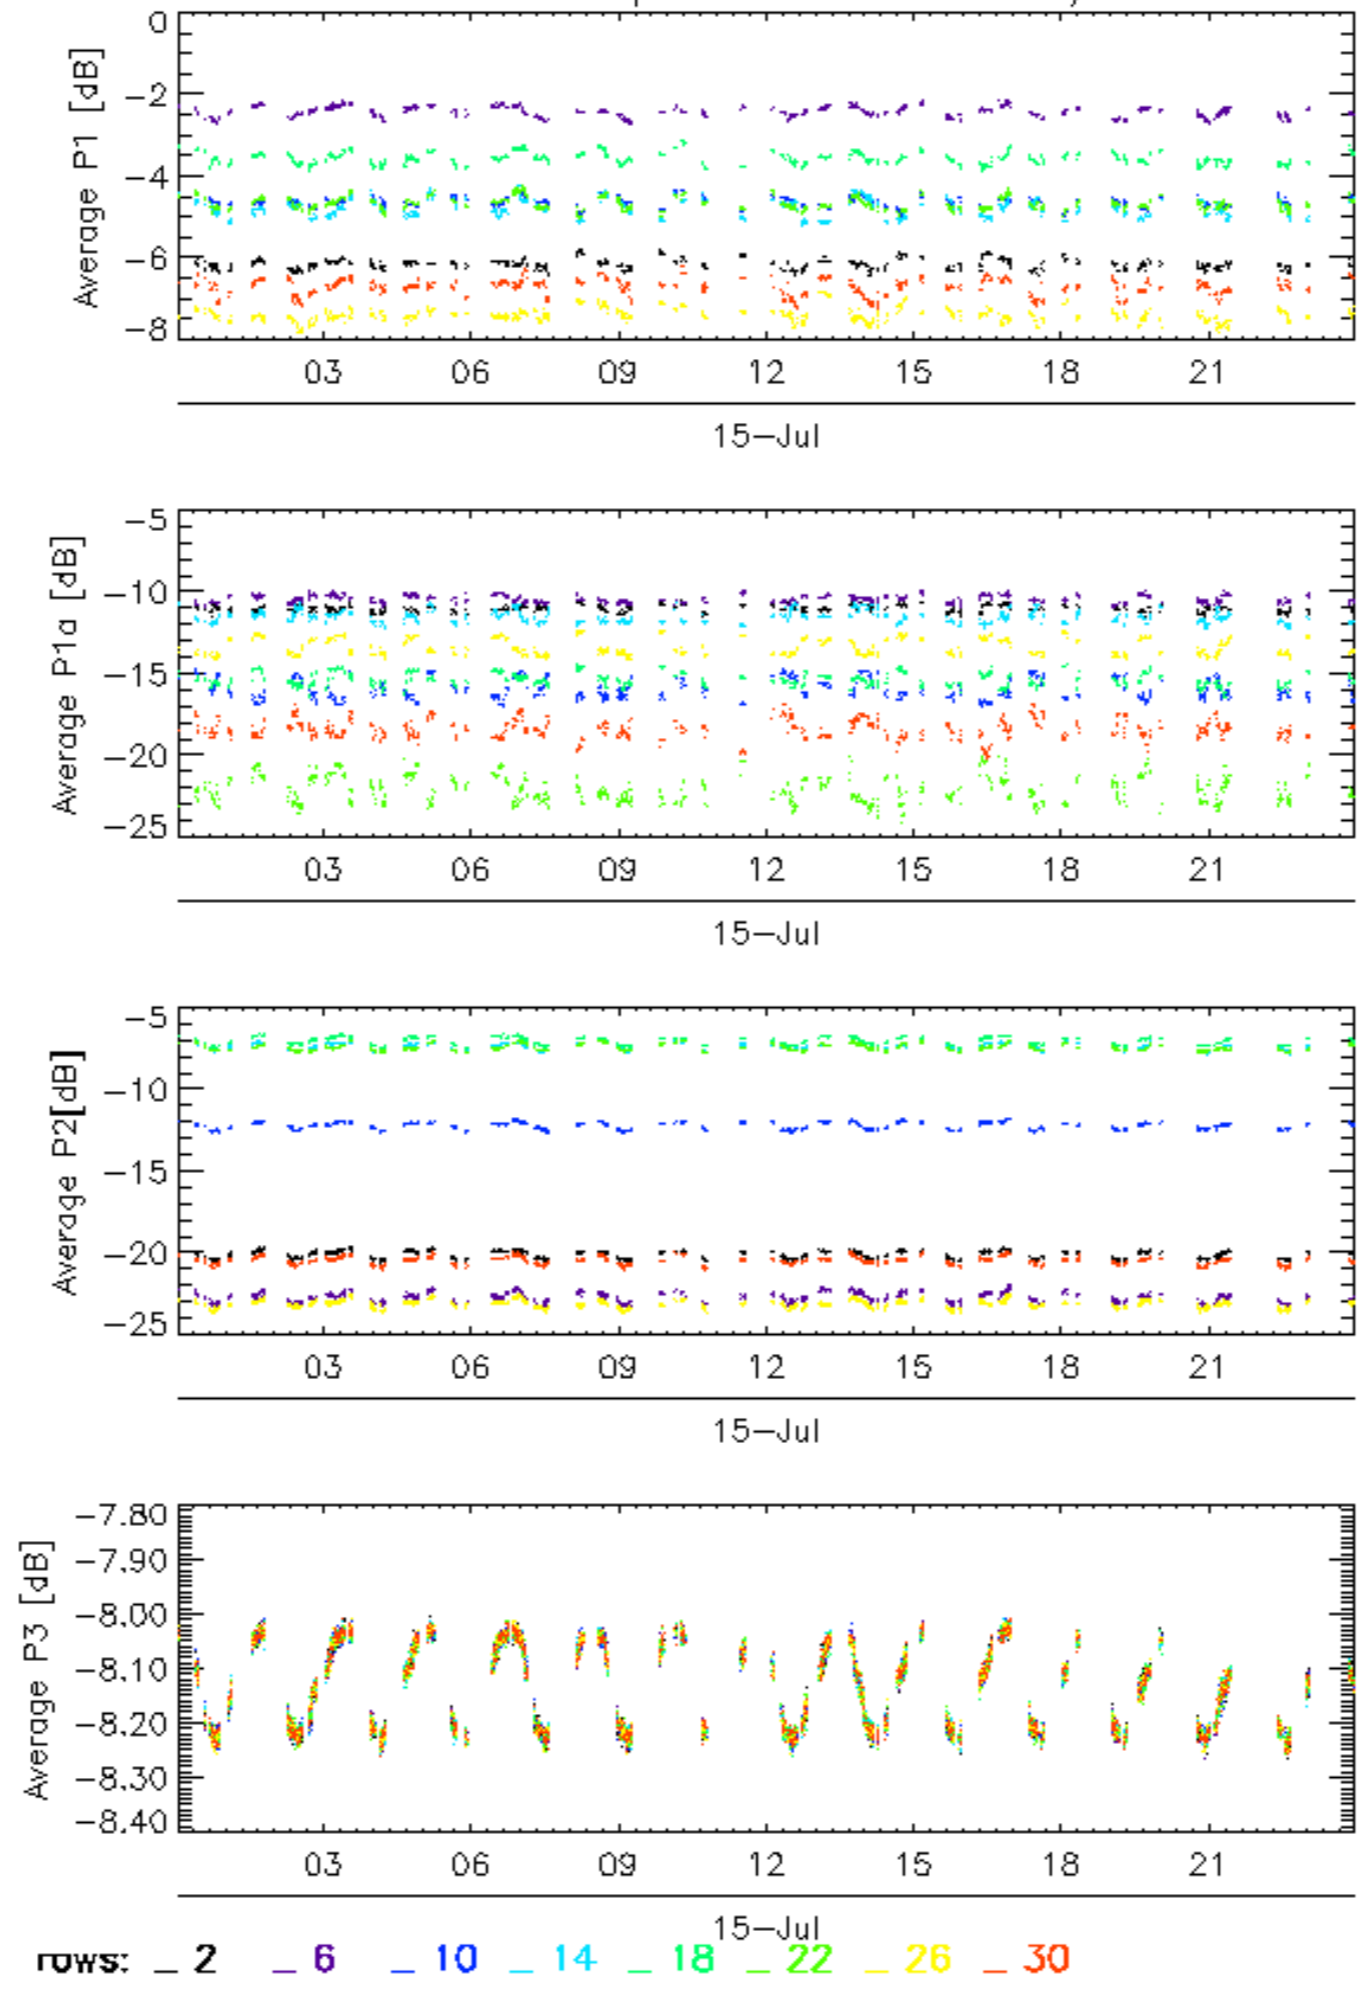 0
−2
−4
−6
−8
Average P1 [dB]
03 06 09 12 15 18 21
15−Jul
−5
−10
−15
−20
−25
Average P1a [dB]
03 06 09 12 15 18 21
15−Jul
−5
−10
−15
−20
−25
Average P2[dB]
03 06 09 12 15 18 21
15−Jul
−7.80
−7.90
−8.00
−8.10
−8.20
−8.30
−8.40
Average P3 [dB]
03 06 09 12 15 18 21
15−Jul
rows: _ 2 _ 6 _ 10 _ 14 _ 18 _ 22 _ 26 _ 30